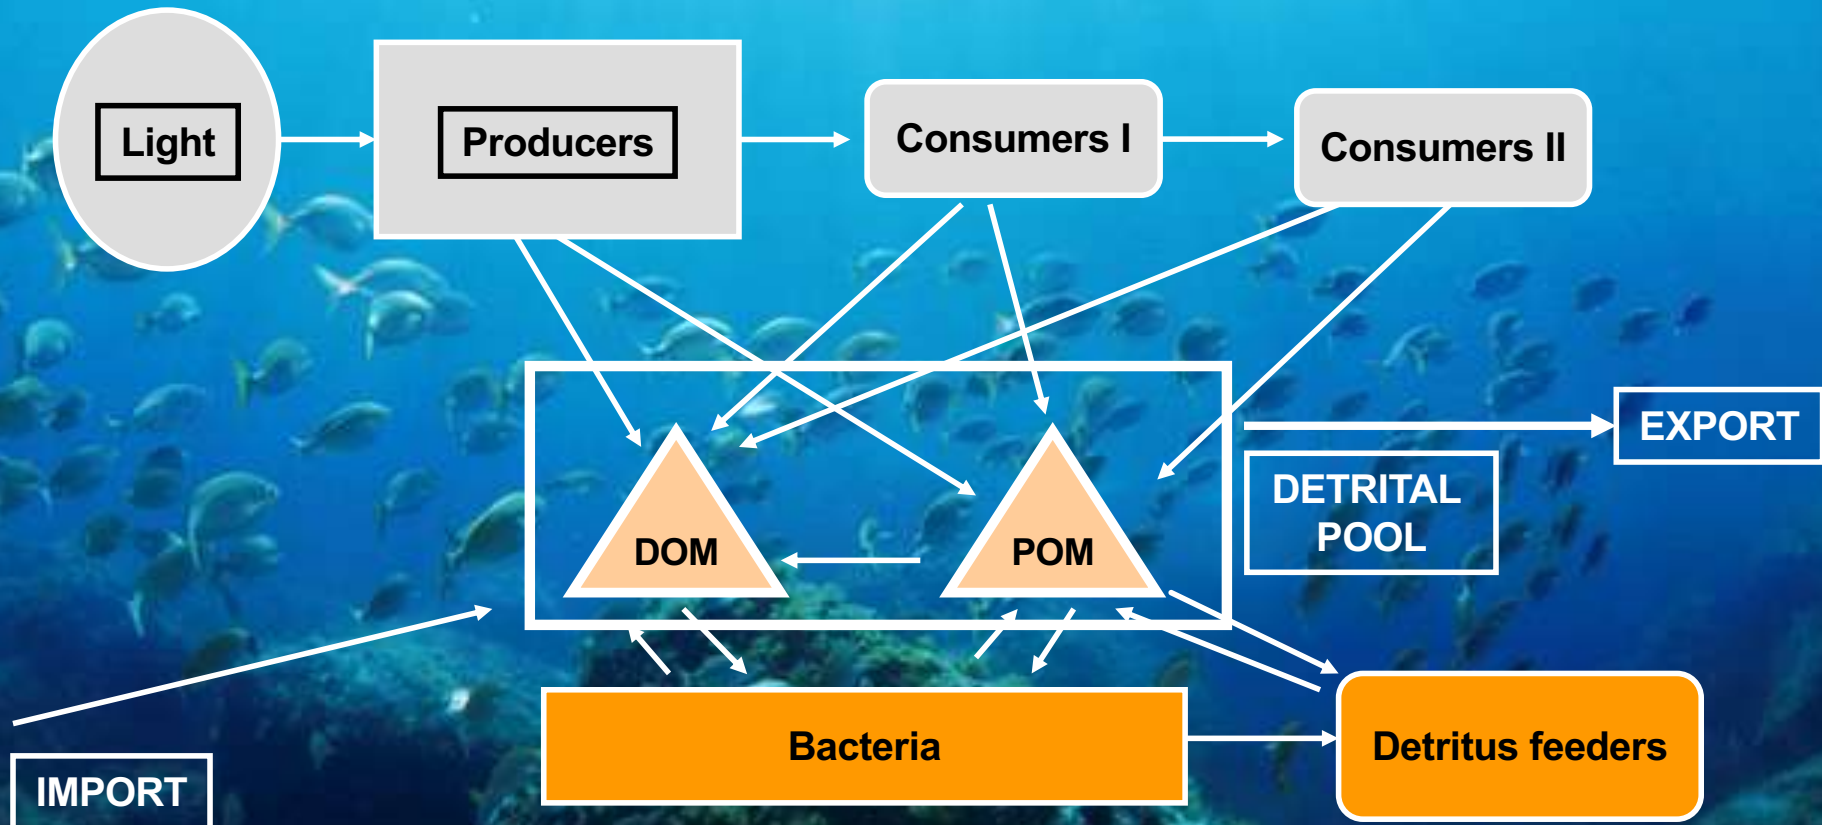 Light
Producers
Consumers I
Consumers II
EXPORT
DETRITAL
POOL
DOM
POM
Bacteria
Detritus feeders
IMPORT